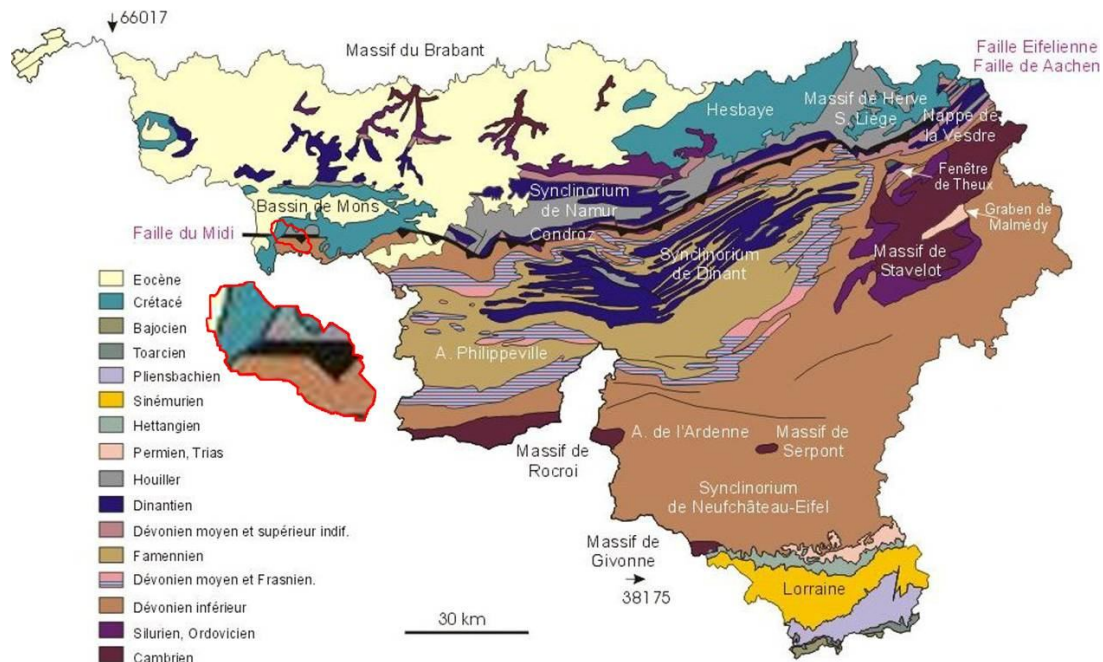 66017
Massif du Brabant
Faille Eifelienne
Faille de Aachen
Hesbaye
Massif de Herve
S. Liège
Nappe de
la Vesdre
Fenêtre
de Theux
Graben de
Malmédy
Synclinorium
de Namur
Bassin de Mons
Faille du Midi
Condroz
Synclinorium
de Dinant
Massif de
Stavelot
A. Philippeville
Eocène
Crétacé
Bajocien
Toarcien
Pliensbachien
Sinémurien
Hettangien
Permien, Trias
Houiller
Dinantien
Dévonien moyen et supérieur indif.
Famennien
Dévonien moyen et Frasnien.
Dévonien inférieur
Silurien, Ordovicien
Cambrien
Massif de
Rocroi
A. de l'Ardenne
Massif de
Serpont
Synclinorium
de Neufchâteau-Eifel
Massif de
Givonne
38175
Lorraine
30 km